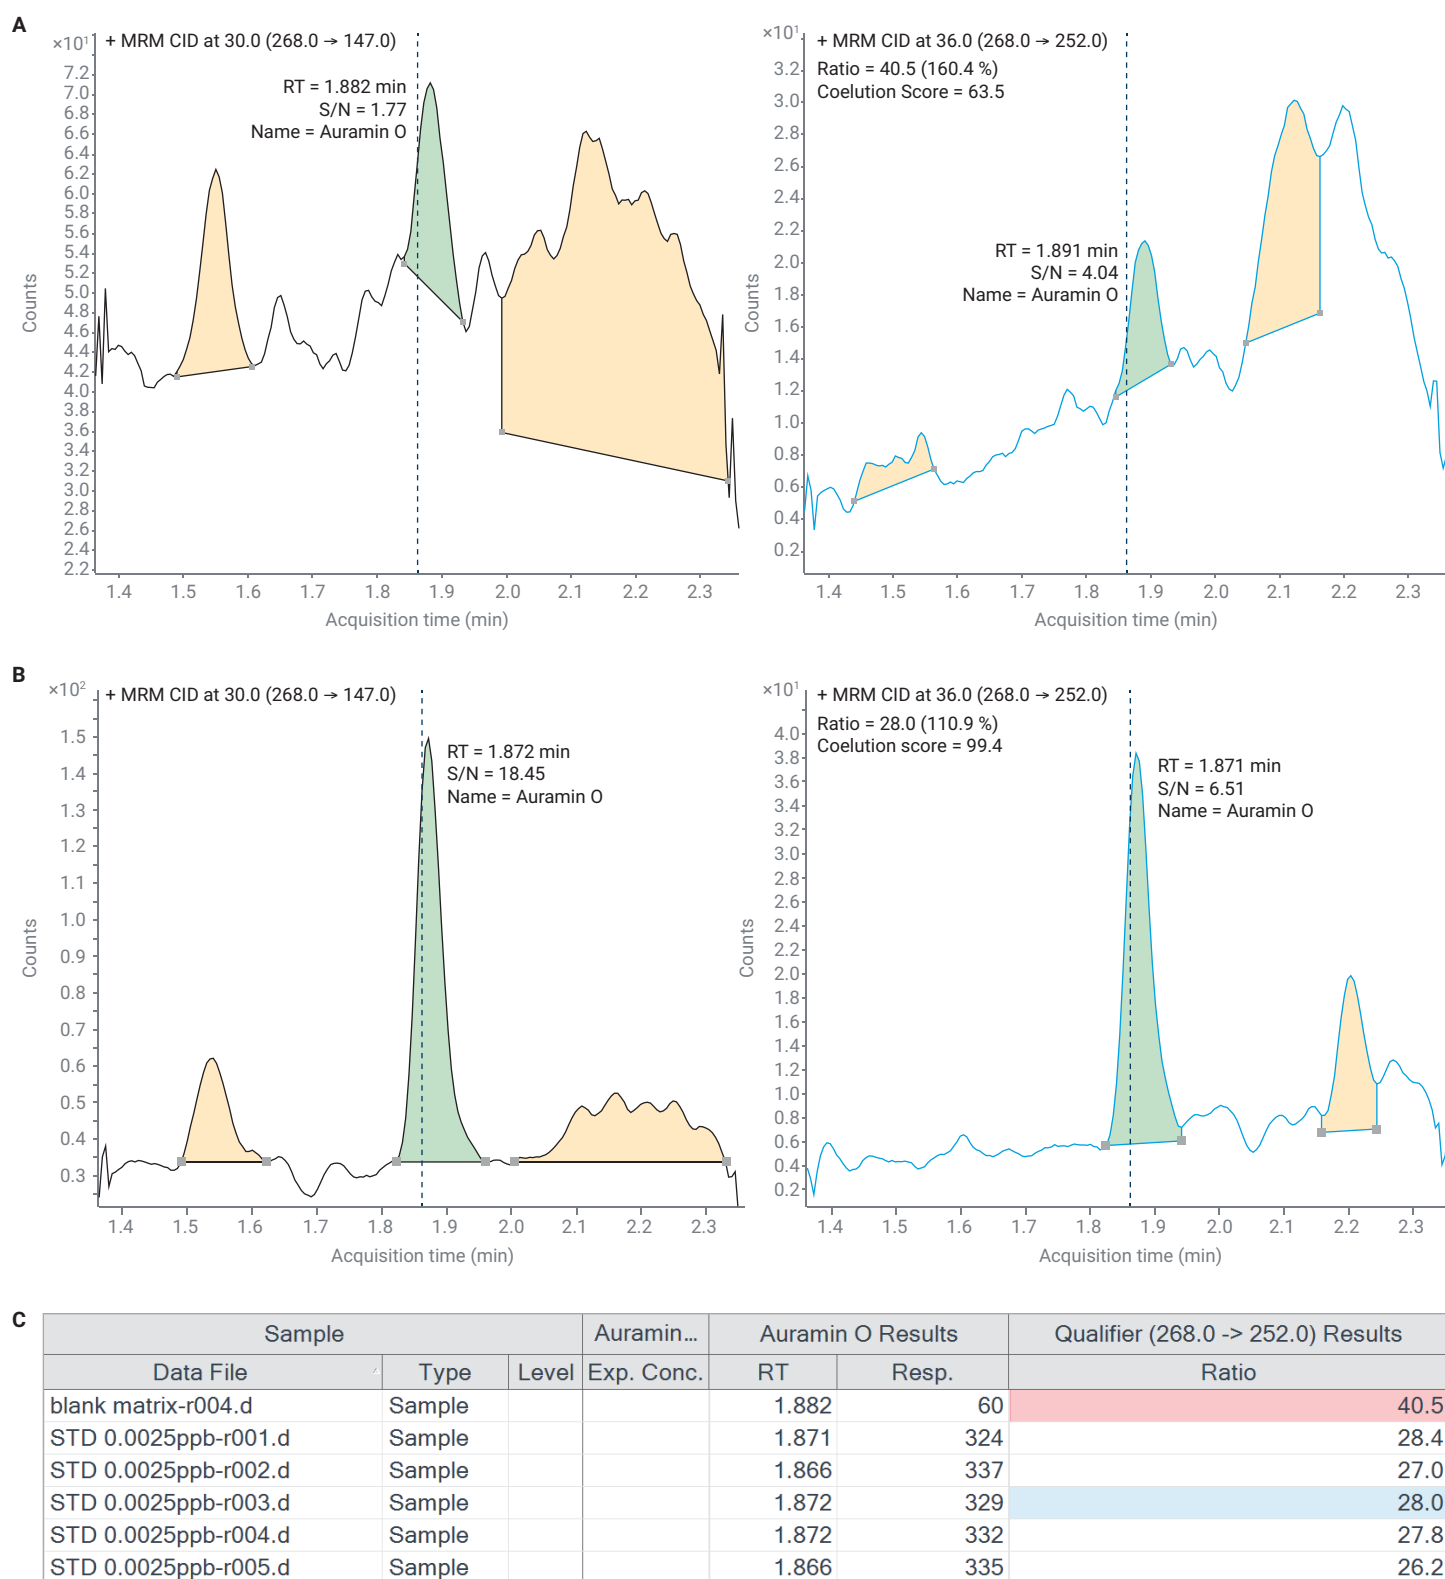 A
×10¹
+ MRM CID at 30.0 (268.0 → 147.0)
RT = 1.882 min
S/N = 1.77
Name = Auramin O
7.2
7.0
6.8
6.6
6.4
6.2
6.0
5.8
5.6
5.4
5.2
5.0
4.8
4.6
4.4
4.2
4.0
3.8
3.6
3.4
3.2
3.0
2.8
2.6
2.4
2.2
Counts
1.4 1.5 1.6 1.7 1.8 1.9 2.0 2.1 2.2 2.3
Acquisition time (min)
×10¹
+ MRM CID at 36.0 (268.0 → 252.0)
Ratio = 40.5 (160.4 %)
Coelution Score = 63.5
RT = 1.891 min
S/N = 4.04
Name = Auramin O
3.2
3.0
2.8
2.6
2.4
2.2
2.0
1.8
1.6
1.4
1.2
1.0
0.8
0.6
0.4
0.2
Counts
1.4 1.5 1.6 1.7 1.8 1.9 2.0 2.1 2.2 2.3
Acquisition time (min)
B
×10²
+ MRM CID at 30.0 (268.0 → 147.0)
RT = 1.872 min
S/N = 18.45
Name = Auramin O
1.5
1.4
1.3
1.2
1.1
1.0
0.9
0.8
0.7
0.6
0.5
0.4
0.3
Counts
1.4 1.5 1.6 1.7 1.8 1.9 2.0 2.1 2.2 2.3
Acquisition time (min)
×10¹
+ MRM CID at 36.0 (268.0 → 252.0)
Ratio = 28.0 (110.9 %)
Coelution score = 99.4
RT = 1.871 min
S/N = 6.51
Name = Auramin O
4.0
3.8
3.6
3.4
3.2
3.0
2.8
2.6
2.4
2.2
2.0
1.8
1.6
1.4
1.2
1.0
0.8
0.6
0.4
0.2
Counts
1.4 1.5 1.6 1.7 1.8 1.9 2.0 2.1 2.2 2.3
Acquisition time (min)
C
Sample Auramin... Auramin O Results Qualifier (268.0 -> 252.0) Results
Data File Type Level Exp. Conc. RT Resp. Ratio
blank matrix-r004.d Sample 1.882 60 40.5
STD 0.0025ppb-r001.d Sample 1.871 324 28.4
STD 0.0025ppb-r002.d Sample 1.866 337 27.0
STD 0.0025ppb-r003.d Sample 1.872 329 28.0
STD 0.0025ppb-r004.d Sample 1.872 332 27.8
STD 0.0025ppb-r005.d Sample 1.866 335 26.2